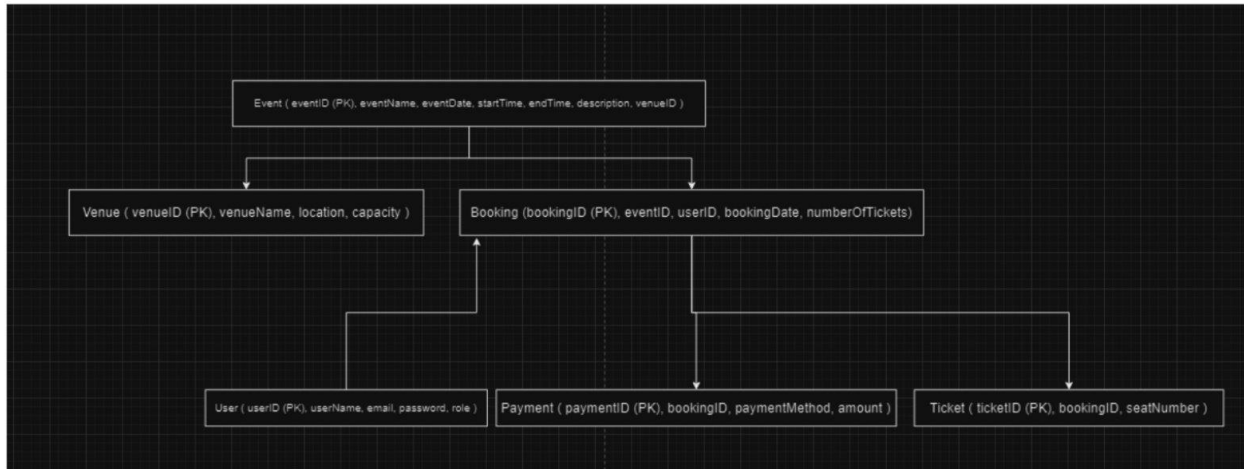 Event ( eventID (PK), eventName, eventDate, startTime, endTime, description, venueID )
Venue ( venueID (PK), venueName, location, capacity )
Booking (bookingID (PK), eventID, userID, bookingDate, numberOfTickets)
User ( userID (PK), userName, email, password, role )
Payment ( paymentID (PK), bookingID, paymentMethod, amount )
Ticket ( ticketID (PK), bookingID, seatNumber )